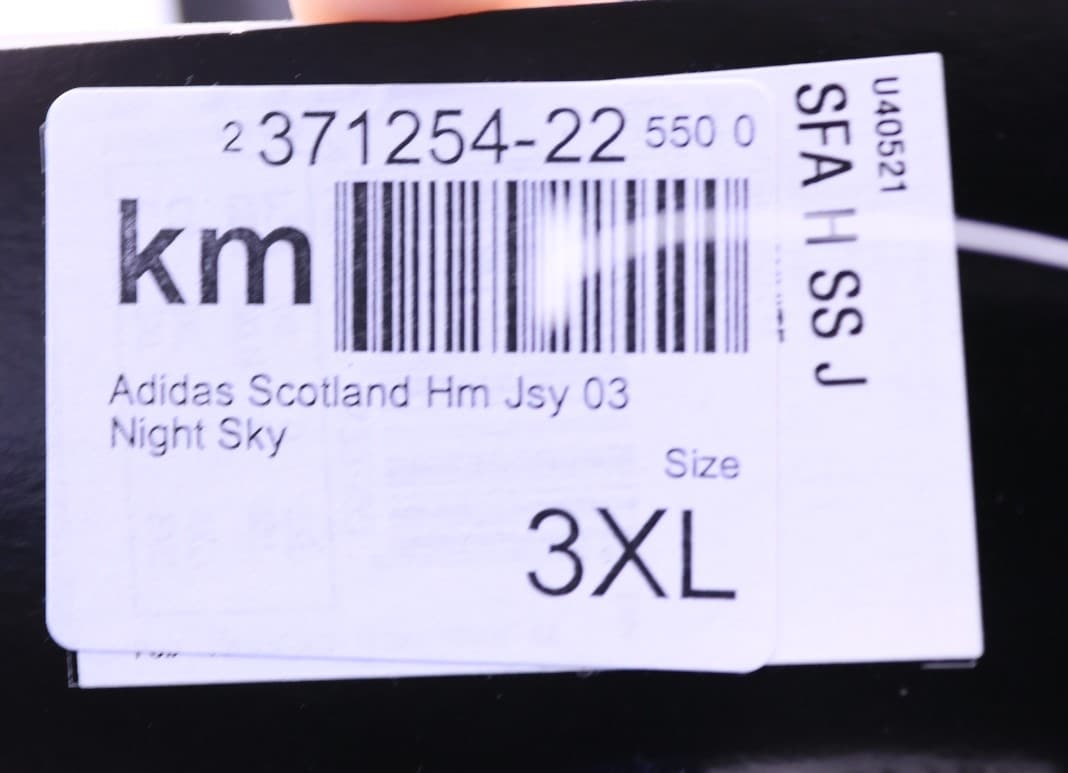 2 371254-22 550 0
km
Adidas Scotland Hm Jsy 03
Night Sky
Size
3XL
U40521
SFA H SS J